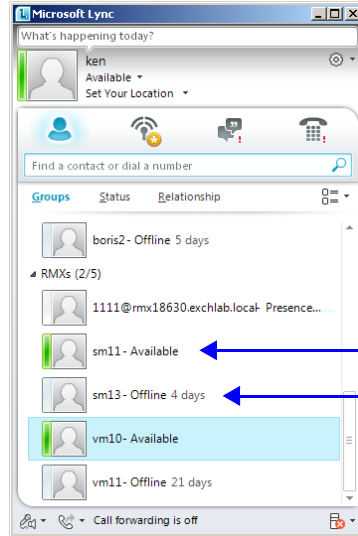 Microsoft Lync
What's happening today?
ken
Available
Set Your Location
Find a contact or dial a number
Groups Status Relationship
boris2 - Offline 5 days
RMXs (2/5)
1111@rmx18630.exchlab.local - Presence...
sm11 - Available
sm13 - Offline 4 days
vm10 - Available
vm11 - Offline 21 days
Call forwarding is off